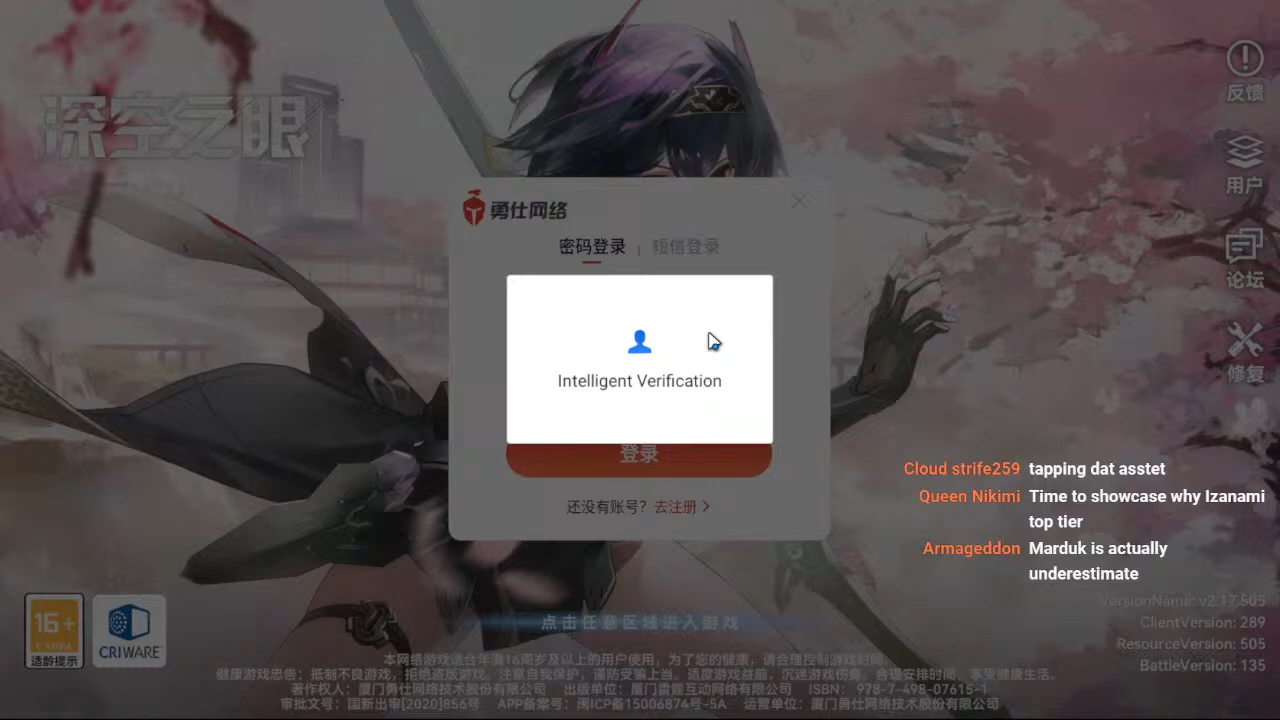 深空之眼
反馈
用户
论坛
修复
勇仕网络
密码登录 | 短信登录
Intelligent Verification
登录
还没有账号？去注册 >
Cloud strife259 tapping dat asstet
Queen Nikimi Time to showcase why Izanami
top tier
Armageddon Marduk is actually
underestimate
VersionName: v2.17.505
ClientVersion: 289
ResourceVersion: 505
BattleVersion: 135
16+
CADPA
适龄提示
CRIWARE
点击任意区域进入游戏
本网络游戏适合年满16周岁及以上的用户使用，为了您的健康，请合理控制游戏时间。
健康游戏忠告：抵制不良游戏，拒绝盗版游戏。注意自我保护，谨防受骗上当。适度游戏益脑，沉迷游戏伤身。合理安排时间，享受健康生活。
著作权人：厦门勇仕网络技术股份有限公司 出版单位：厦门雷霆互动网络有限公司 ISBN： 978-7-498-07615-1
审批文号：国新出审[2020]856号 APP备案号：闽ICP备15006874号-5A 运营单位：厦门勇仕网络技术股份有限公司